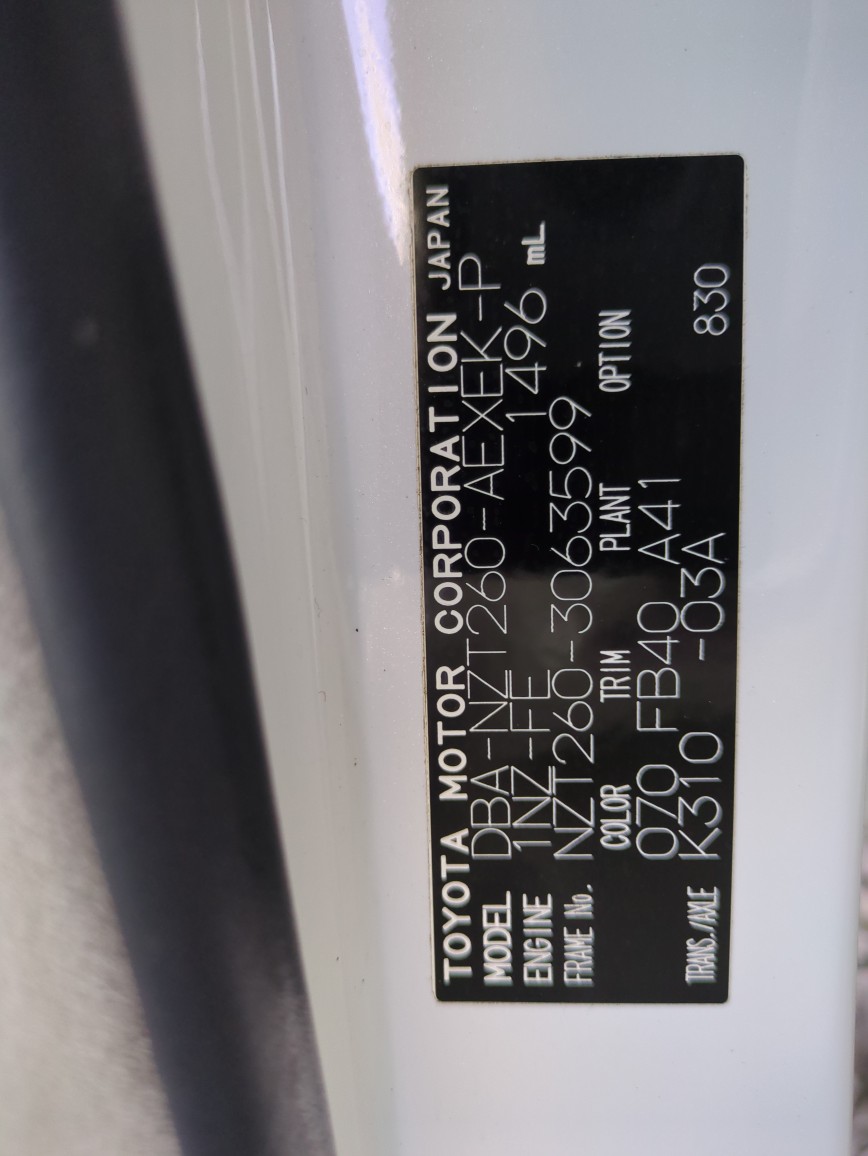 TOYOTA MOTOR CORPORATION JAPAN
MODEL DBA-NZT260-AEXEK-P
ENGINE 1NZ-FE 1496 mL
FRAME No. NZT260-3063599
COLOR TRIM PLANT OPTION
070 FB40 A41
TRANS./AXLE K310 -03A 830